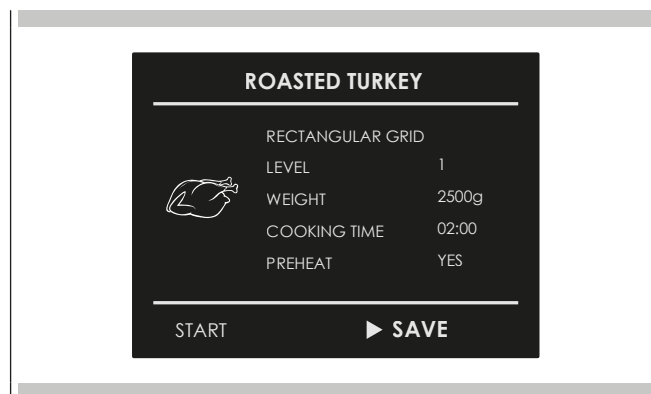 ROASTED TURKEY
RECTANGULAR GRID
LEVEL 1
WEIGHT 2500g
COOKING TIME 02:00
PREHEAT YES
START ▶ SAVE